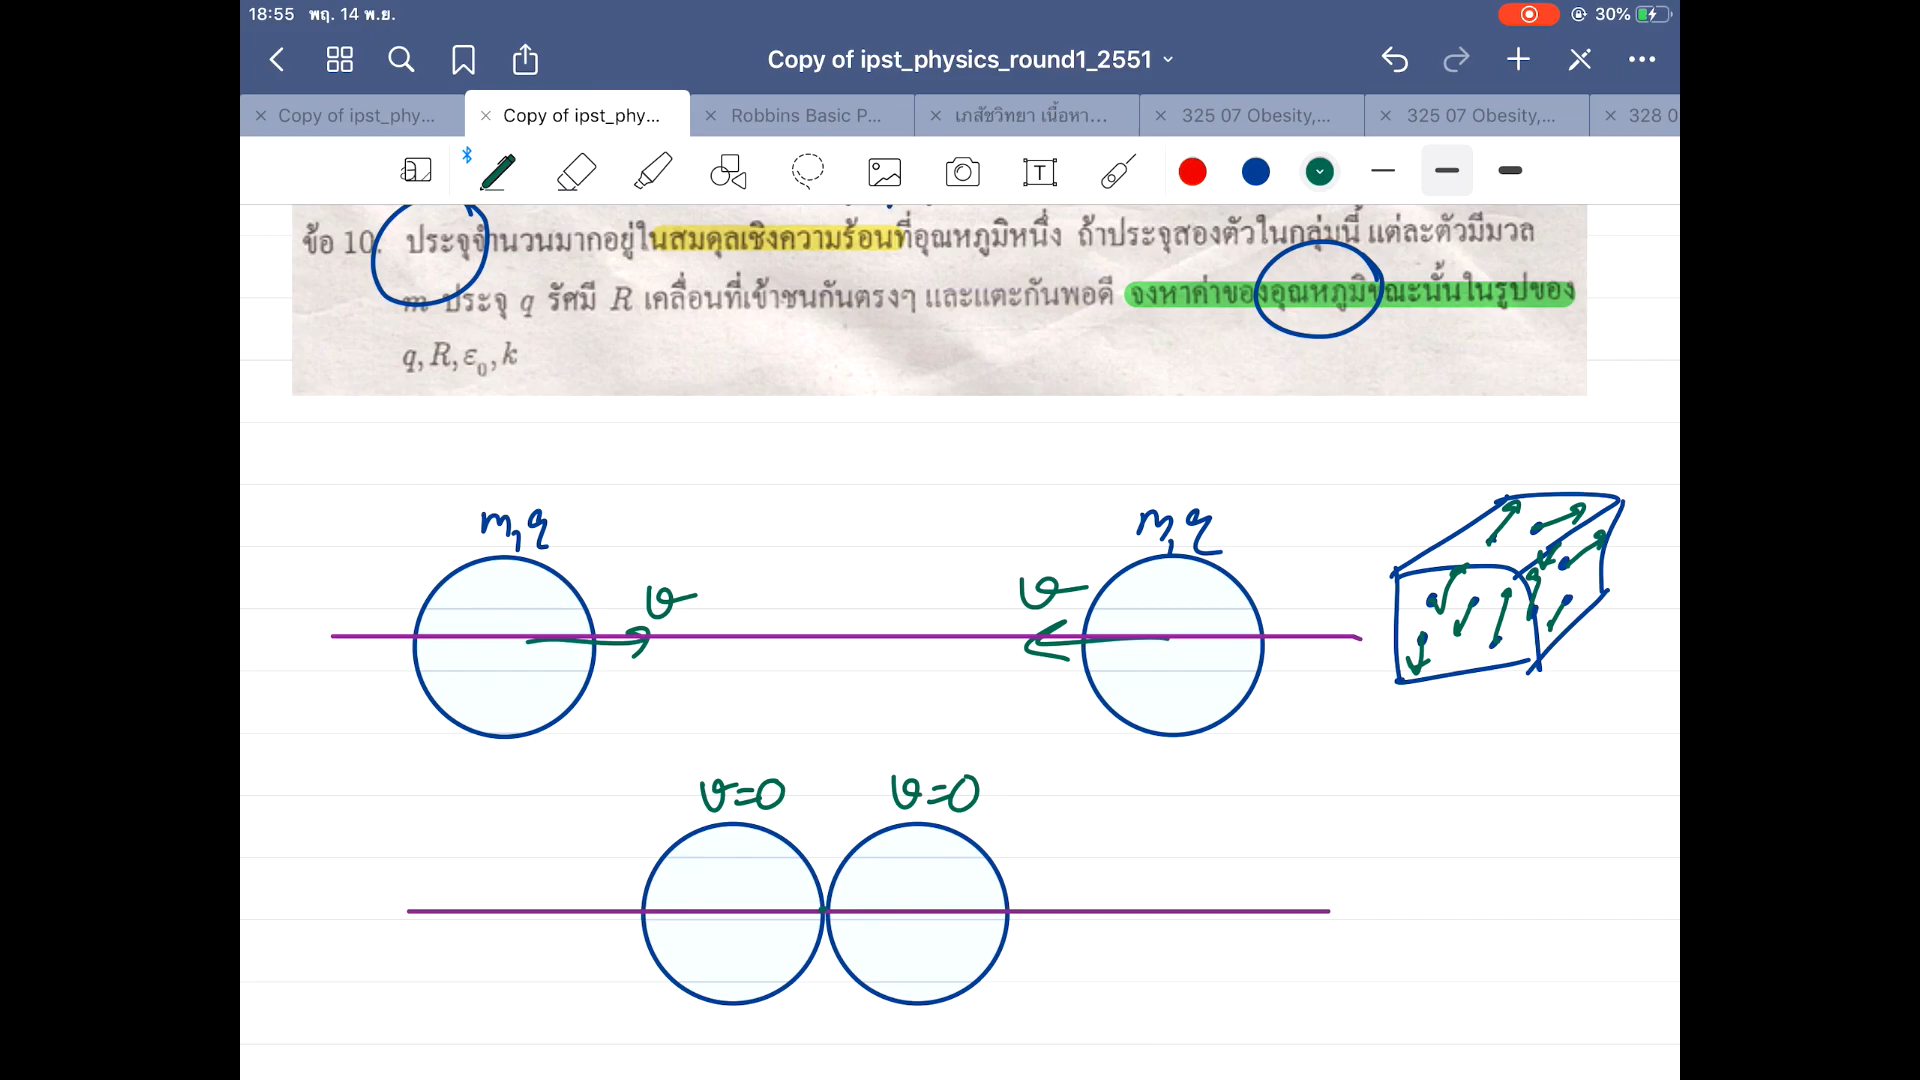 18:55 พฤ. 14 พ.ย.
30%
Copy of ipst_physics_round1_2551
Copy of ipst_phy...
Copy of ipst_phy...
Robbins Basic P...
เภสัชวิทยา เนื้อหา...
325 07 Obesity,...
325 07 Obesity,...
328 0
ข้อ 10. ประจุจำนวนมากอยู่ในสมดุลเชิงความร้อนที่อุณหภูมิหนึ่ง ถ้าประจุสองตัวในกลุ่มนี้ แต่ละตัวมีมวล
m ประจุ q รัศมี R เคลื่อนที่เข้าชนกันตรงๆ และแตะกันพอดี จงหาค่าของอุณหภูมิขณะนั้นในรูปของ
q, R, ε₀, k
m, q
m, q
v
v
v=0
v=0